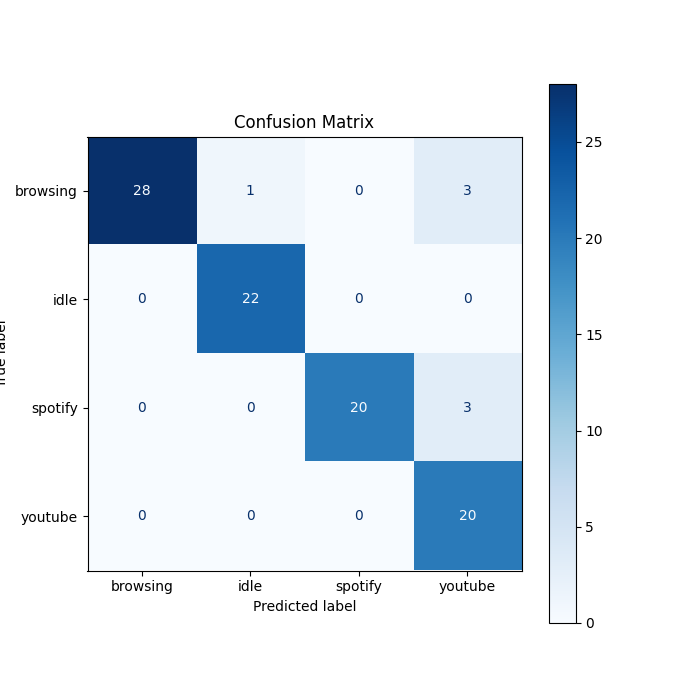 Confusion Matrix
browsing 28 1 0 3
idle 0 22 0 0
spotify 0 0 20 3
youtube 0 0 0 20
browsing idle spotify youtube
Predicted label
label
25
20
15
10
5
0